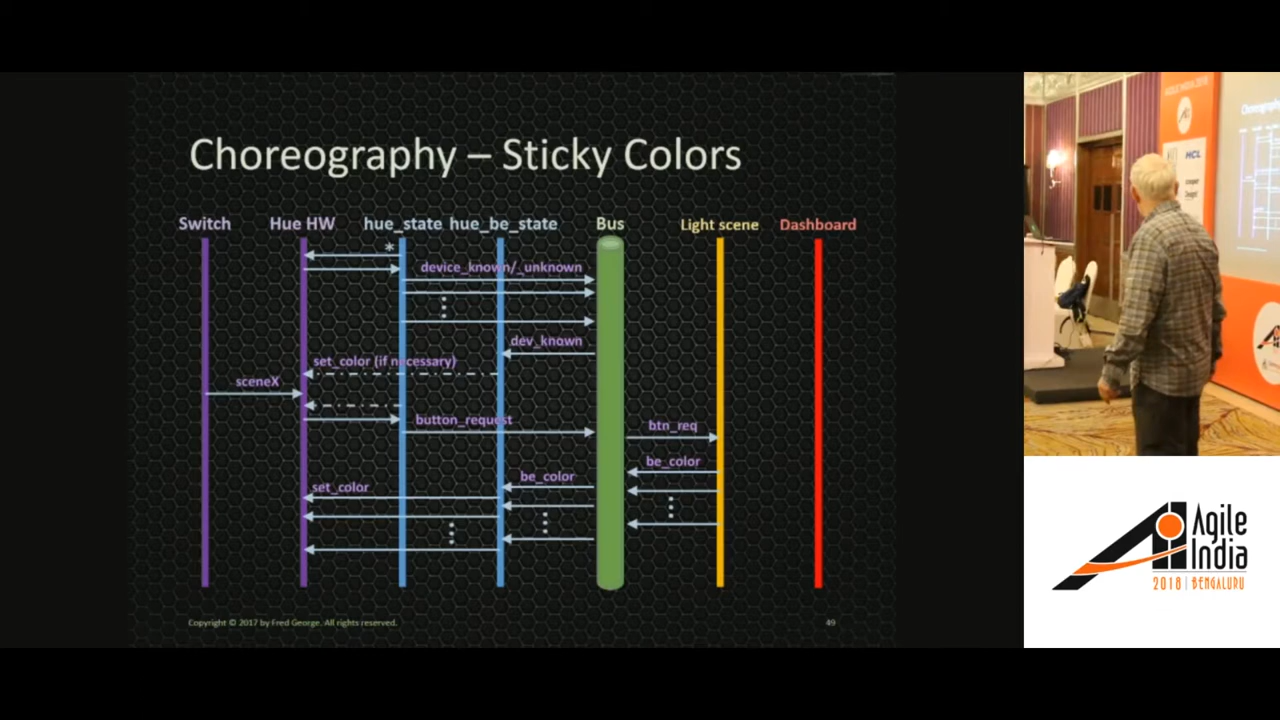 Choreography – Sticky Colors
Switch Hue HW hue_state hue_be_state Bus Light scene Dashboard
*
device_known/_unknown
dev_known
set_color (if necessary)
sceneX
button_request
btn_req
be_color
be_color
set_color
Copyright © 2017 by Fred George. All rights reserved.
49
HCL
Agile
India
2018 | BENGALURU